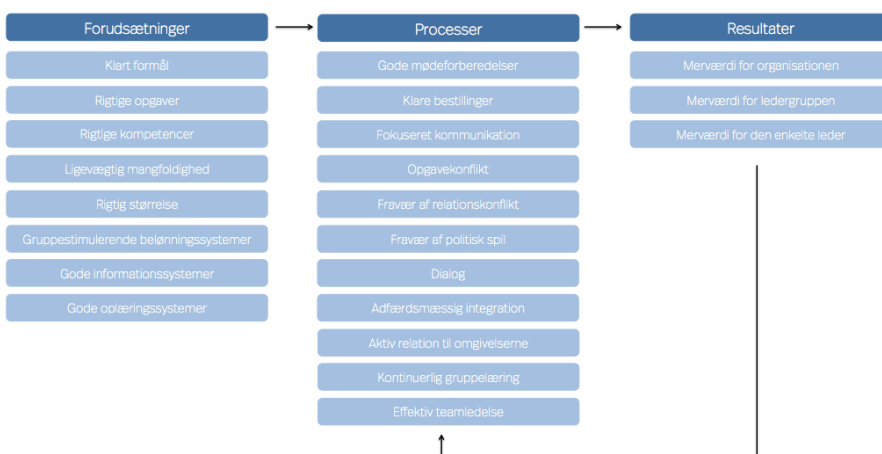 Forudsætninger
Klart formål
Rigtige opgaver
Rigtige kompetencer
Ligevægtig mangfoldighed
Rigtig størrelse
Gruppestimulerende belønningssystemer
Gode informationssystemer
Gode oplæringssystemer
Processer
Gode mødeforberedelser
Klare bestillinger
Fokuseret kommunikation
Opgavekonflikt
Fravær af relationskonflikt
Fravær af politisk spil
Dialog
Adfærdsmæssig integration
Aktiv relation til omgivelserne
Kontinuerlig gruppelæring
Effektiv teamledelse
Resultater
Merværdi for organisationen
Merværdi for ledergruppen
Merværdi for den enkelte leder